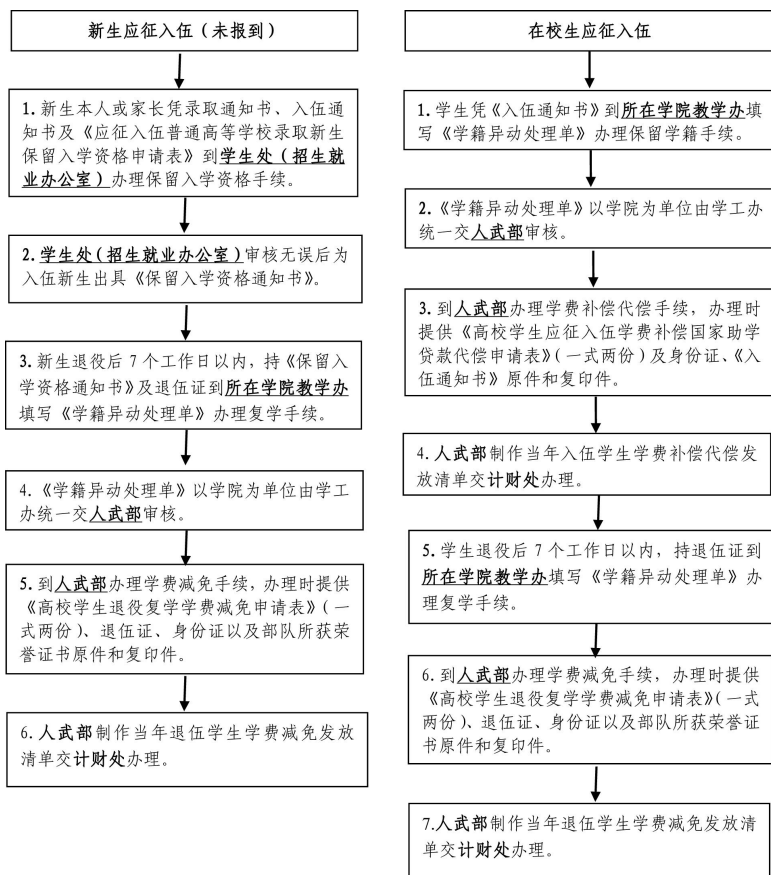 新生应征入伍（未报到）
1. 新生本人或家长凭录取通知书、入伍通
知书及《应征入伍普通高等学校录取新生
保留入学资格申请表》到学生处（招生就
业办公室）办理保留入学资格手续。
2. 学生处（招生就业办公室）审核无误后为
入伍新生出具《保留入学资格通知书》。
3. 新生退役后 7 个工作日以内，持《保留入
学资格通知书》及退伍证到所在学院教学办
填写《学籍异动处理单》办理复学手续。
4. 《学籍异动处理单》以学院为单位由学工
办统一交人武部审核。
5. 到人武部办理学费减免手续，办理时提供
《高校学生退役复学学费减免申请表》（一
式两份）、退伍证、身份证以及部队所获荣
誉证书原件和复印件。
6. 人武部制作当年退伍学生学费减免发放
清单交计财处办理。
在校生应征入伍
1. 学生凭《入伍通知书》到所在学院教学办填
写《学籍异动处理单》办理保留学籍手续。
2.《学籍异动处理单》以学院为单位由学工办
统一交人武部审核。
3. 到人武部办理学费补偿代偿手续，办理时
提供《高校学生应征入伍学费补偿国家助学
贷款代偿申请表》（一式两份）及身份证、《入
伍通知书》原件和复印件。
4. 人武部制作当年入伍学生学费补偿代偿发
放清单交计财处办理。
5. 学生退役后 7 个工作日以内，持退伍证到
所在学院教学办填写《学籍异动处理单》办
理复学手续。
6. 到人武部办理学费减免手续，办理时提供
《高校学生退役复学学费减免申请表》（一式
两份）、退伍证、身份证以及部队所获荣誉证
书原件和复印件。
7.人武部制作当年退伍学生学费减免发放清
单交计财处办理。